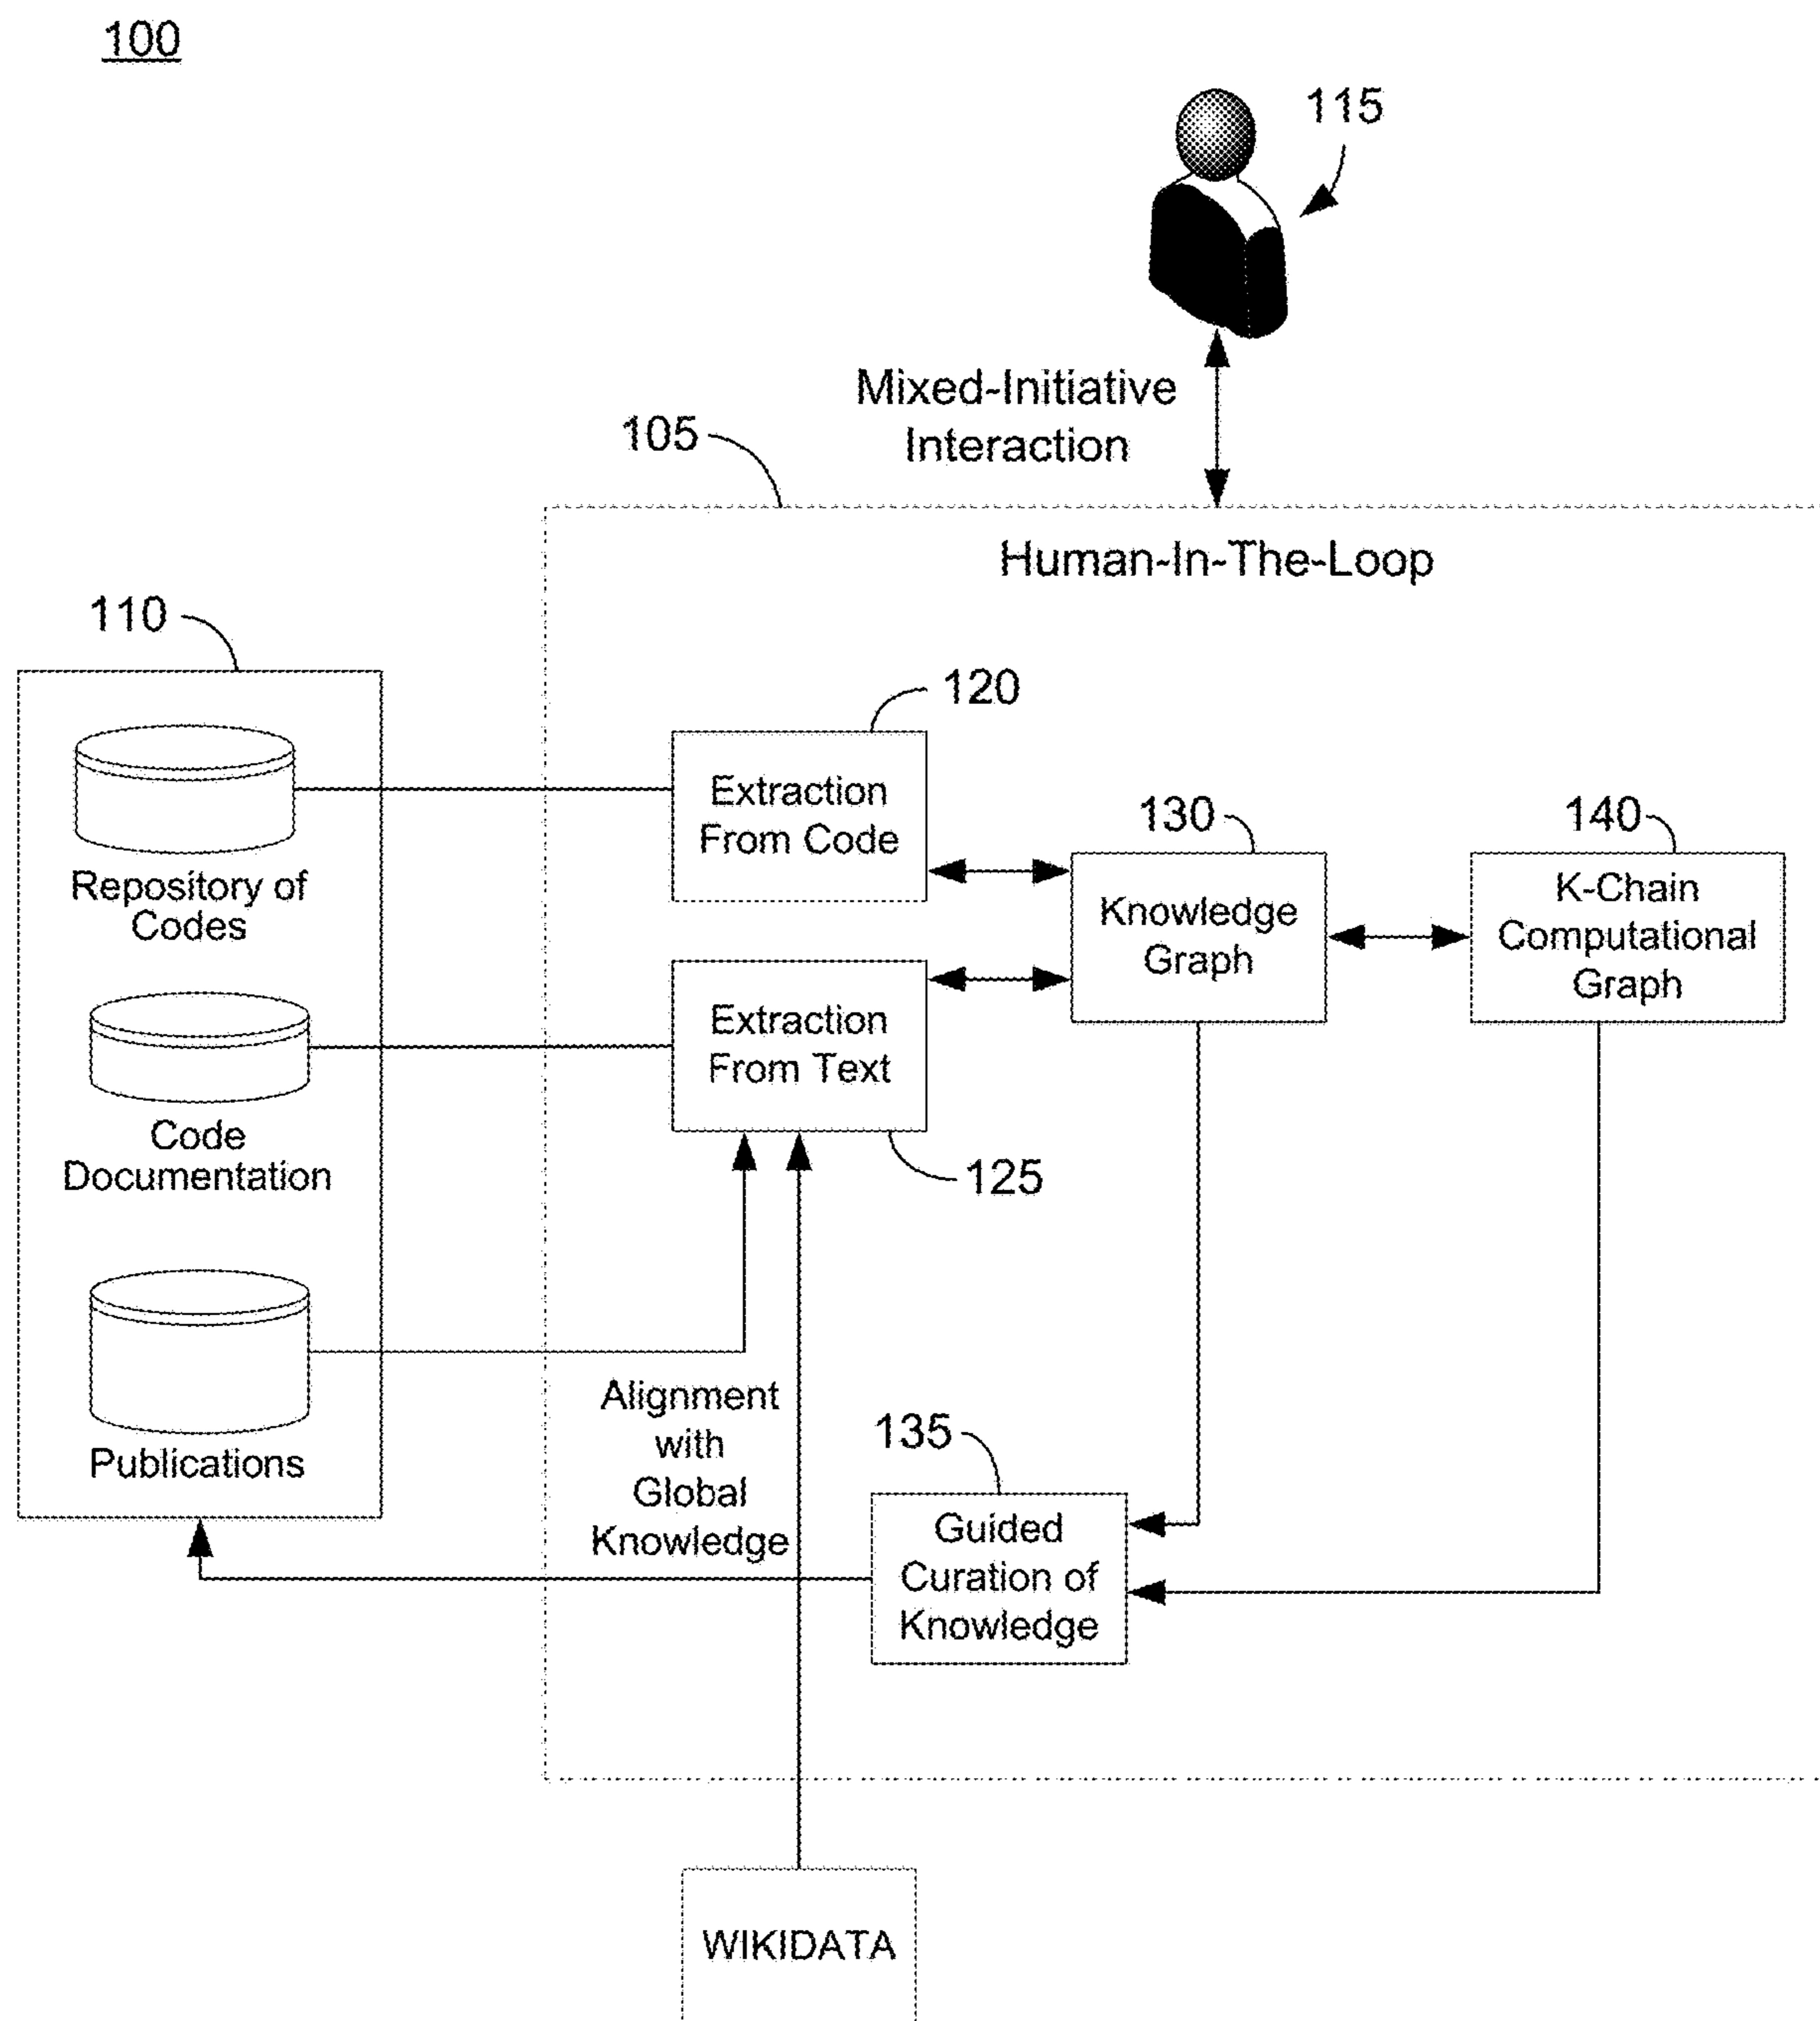 100
115
Mixed-Initiative
Interaction
105
Human-In-The-Loop
110
120
Extraction
From Code
130
140
Repository of
Codes
Knowledge
Graph
K-Chain
Computational
Graph
Extraction
From Text
Code
Documentation
125
Publications
Alignment
with
Global
Knowledge
135
Guided
Curation of
Knowledge
WIKIDATA